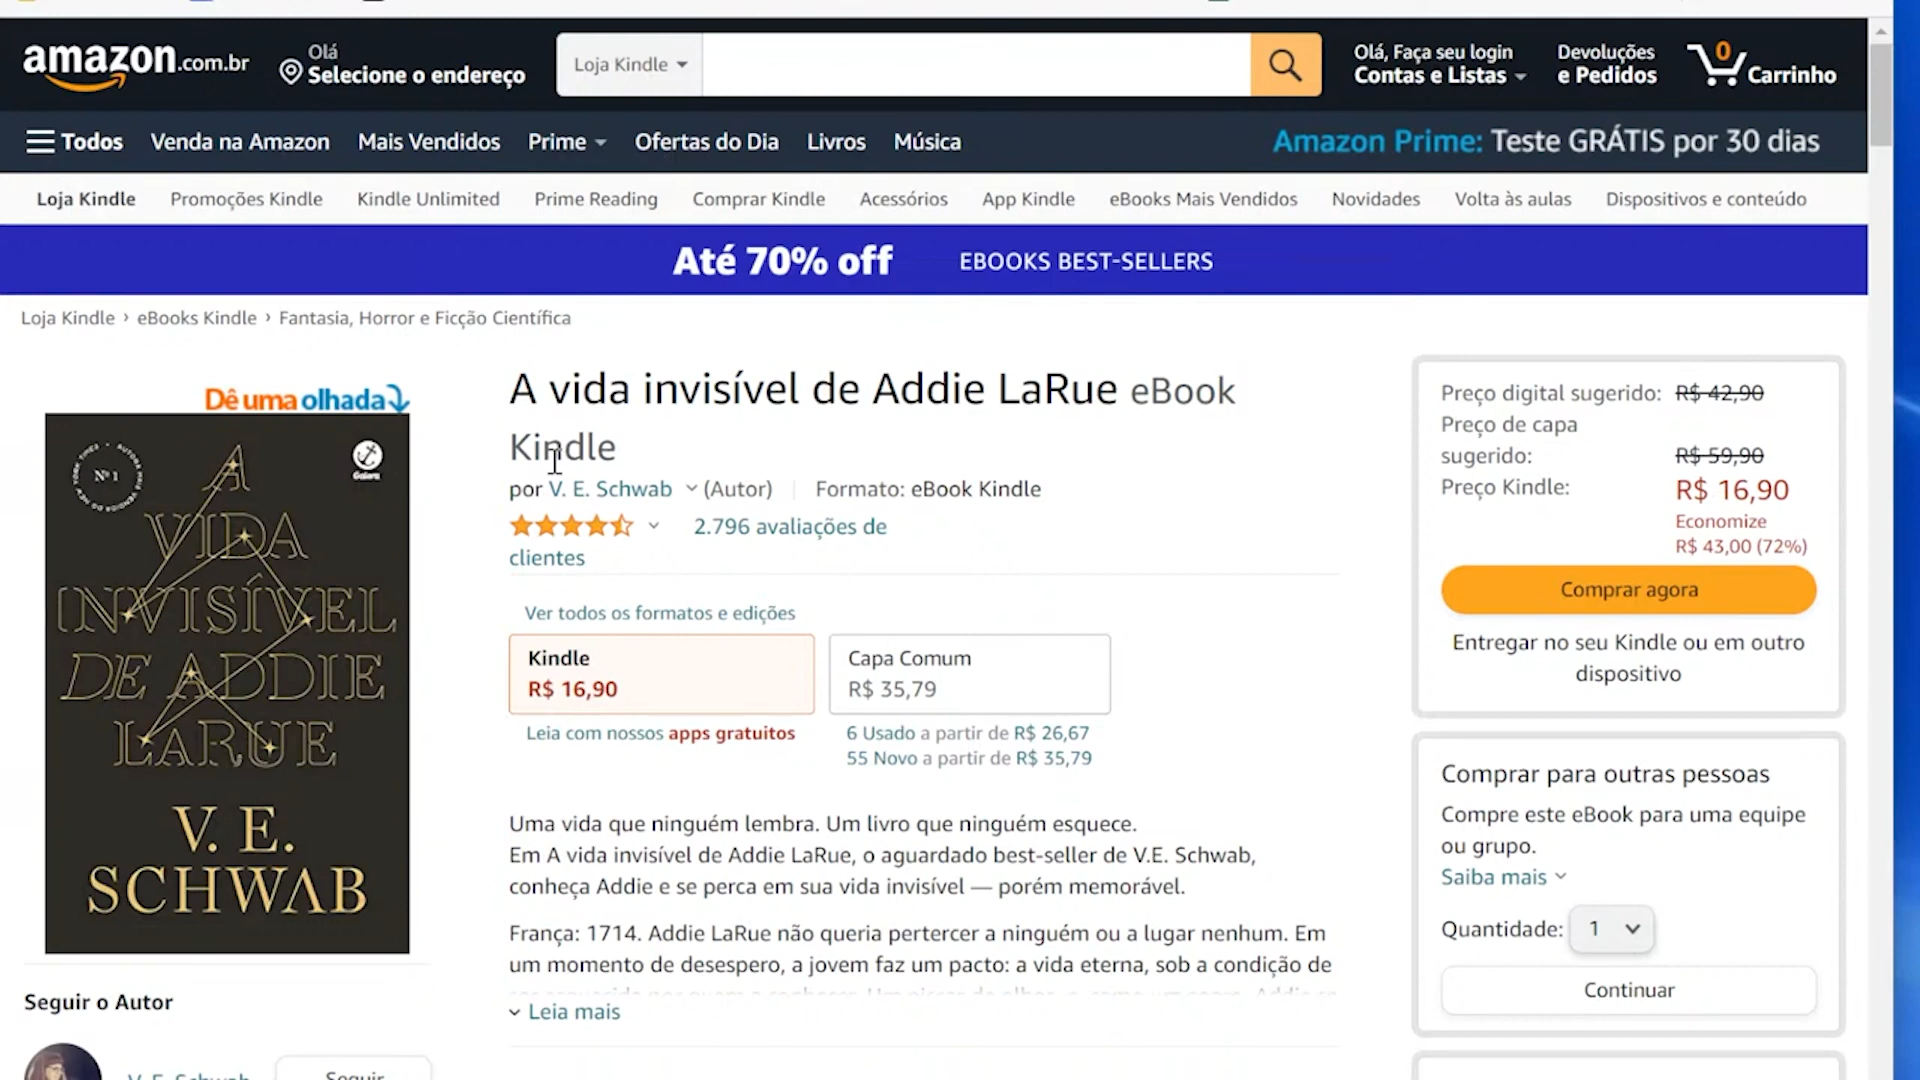 amazon.com.br
Olá
Selecione o endereço
Loja Kindle
Olá, Faça seu login
Contas e Listas
Devoluções
e Pedidos
0
Carrinho
Todos
Venda na Amazon
Mais Vendidos
Prime
Ofertas do Dia
Livros
Música
Amazon Prime: Teste GRÁTIS por 30 dias
Loja Kindle
Promoções Kindle
Kindle Unlimited
Prime Reading
Comprar Kindle
Acessórios
App Kindle
eBooks Mais Vendidos
Novidades
Volta às aulas
Dispositivos e conteúdo
Até 70% off EBOOKS BEST-SELLERS
Loja Kindle › eBooks Kindle › Fantasia, Horror e Ficção Científica
Dê uma olhada
Nº 1
Galera
A
VIDA
INVISÍVEL
DE ADDIE
LARUE
V. E.
SCHWAB
Seguir o Autor
V. E. Schwab
Seguir
A vida invisível de Addie LaRue eBook
Kindle
por V. E. Schwab (Autor) Formato: eBook Kindle
2.796 avaliações de
clientes
Ver todos os formatos e edições
Kindle
R$ 16,90
Leia com nossos apps gratuitos
Capa Comum
R$ 35,79
6 Usado a partir de R$ 26,67
55 Novo a partir de R$ 35,79
Uma vida que ninguém lembra. Um livro que ninguém esquece.
Em A vida invisível de Addie LaRue, o aguardado best-seller de V.E. Schwab,
conheça Addie e se perca em sua vida invisível — porém memorável.
França: 1714. Addie LaRue não queria pertencer a ninguém ou a lugar nenhum. Em
um momento de desespero, a jovem faz um pacto: a vida eterna, sob a condição de
Leia mais
Preço digital sugerido: R$ 42,90
Preço de capa
sugerido: R$ 59,90
Preço Kindle: R$ 16,90
Economize
R$ 43,00 (72%)
Comprar agora
Entregar no seu Kindle ou em outro
dispositivo
Comprar para outras pessoas
Compre este eBook para uma equipe
ou grupo.
Saiba mais
Quantidade: 1
Continuar